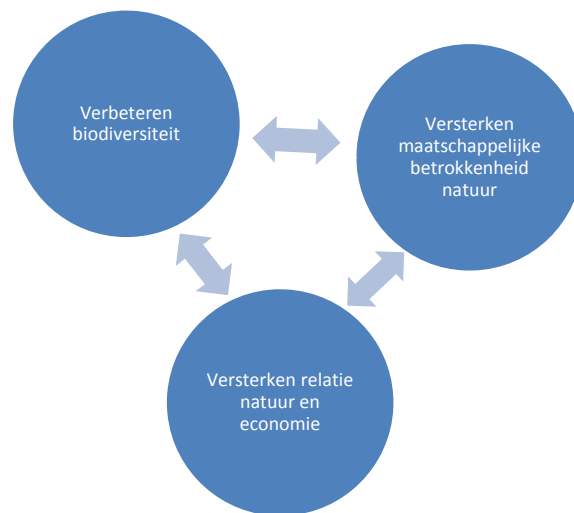 Verbeteren
biodiversiteit
Versterken
maatschappelijke
betrokkenheid
natuur
Versterken relatie
natuur en
economie